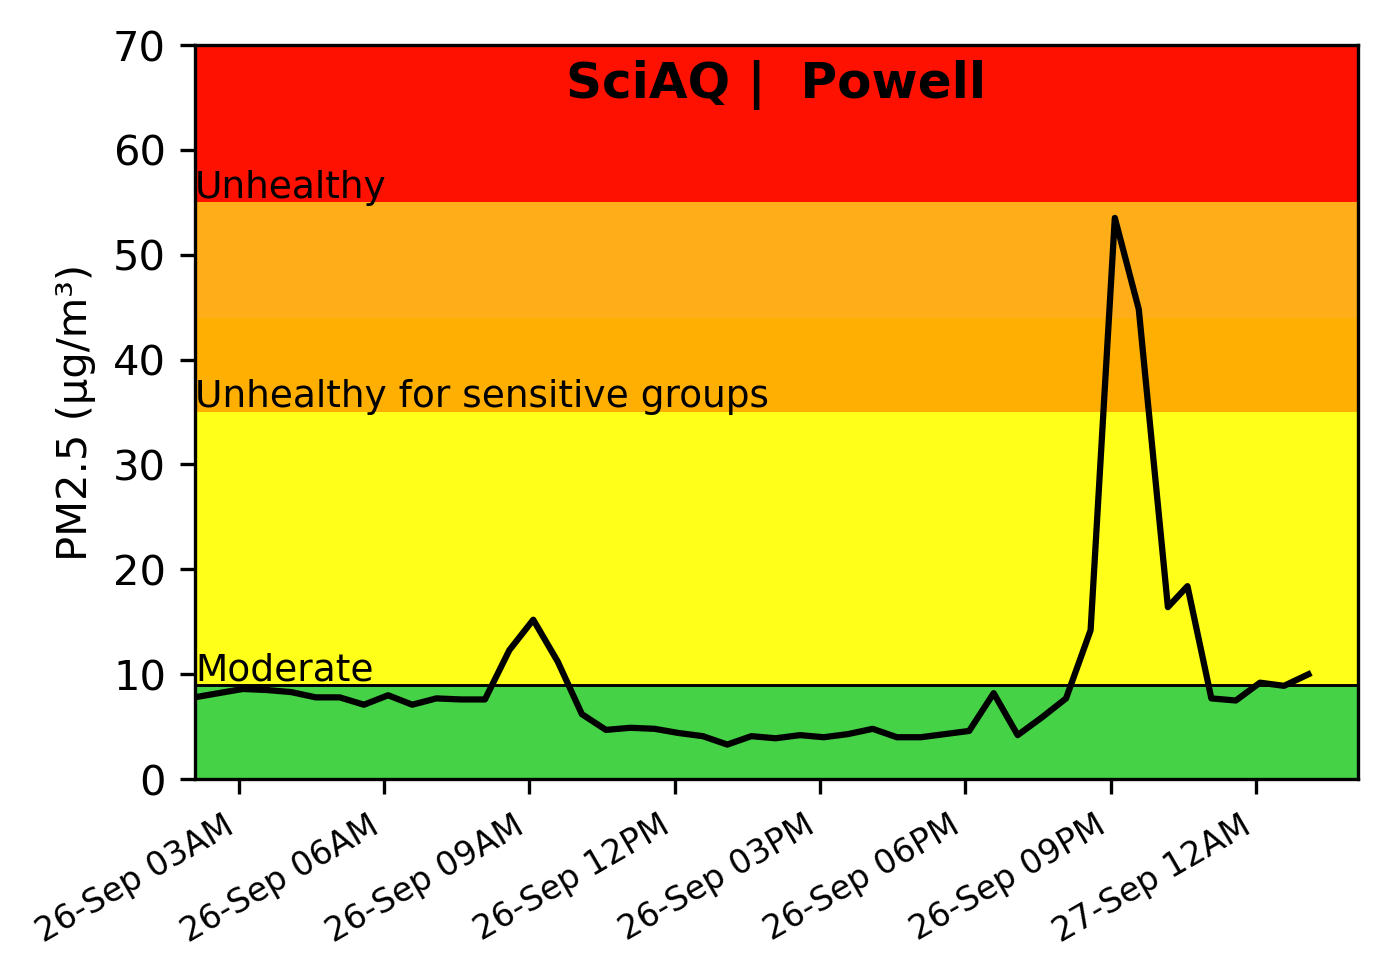 SciAQ | Powell
PM2.5 (µg/m³)
70
60
50
40
30
20
10
0
Unhealthy
Unhealthy for sensitive groups
Moderate
26-Sep 03AM
26-Sep 06AM
26-Sep 09AM
26-Sep 12PM
26-Sep 03PM
26-Sep 06PM
26-Sep 09PM
27-Sep 12AM